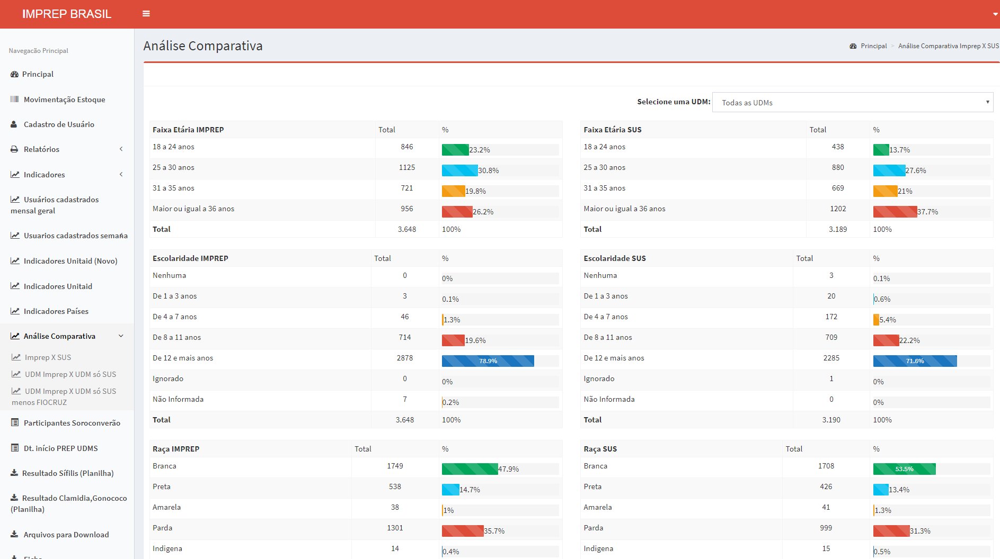 IMPREP BRASIL
Análise Comparativa
Principal > Análise Comparativa Imprep X SUS
Navegacão Principal
Principal
Movimentação Estoque
Cadastro de Usuário
Relatórios
Indicadores
Usuários cadastrados
mensal geral
Usuarios cadastrados semana
Indicadores Unitaid (Novo)
Indicadores Unitaid
Indicadores Países
Análise Comparativa
Imprep X SUS
UDM Imprep X UDM só SUS
UDM Imprep X UDM só SUS
menos FIOCRUZ
Participantes Soroconverão
Dt. início PREP UDMS
Resultado Sífilis (Planilha)
Resultado Clamidia,Gonococo
(Planilha)
Arquivos para Download
Selecione uma UDM: Todas as UDMs
Faixa Etária IMPREP Total %
18 a 24 anos 846 23.2%
25 a 30 anos 1125 30.8%
31 a 35 anos 721 19.8%
Maior ou igual a 36 anos 956 26.2%
Total 3.648 100%
Faixa Etária SUS Total %
18 a 24 anos 438 13.7%
25 a 30 anos 880 27.6%
31 a 35 anos 669 21%
Maior ou igual a 36 anos 1202 37.7%
Total 3.189 100%
Escolaridade IMPREP Total %
Nenhuma 0 0%
De 1 a 3 anos 3 0.1%
De 4 a 7 anos 46 1.3%
De 8 a 11 anos 714 19.6%
De 12 e mais anos 2878 78.9%
Ignorado 0 0%
Não Informada 7 0.2%
Total 3.648 100%
Escolaridade SUS Total %
Nenhuma 3 0.1%
De 1 a 3 anos 20 0.6%
De 4 a 7 anos 172 5.4%
De 8 a 11 anos 709 22.2%
De 12 e mais anos 2285 71.6%
Ignorado 1 0%
Não Informada 0 0%
Total 3.190 100%
Raça IMPREP Total %
Branca 1749 47.9%
Preta 538 14.7%
Amarela 38 1%
Parda 1301 35.7%
Indigena 14 0.4%
Raça SUS Total %
Branca 1708 53.5%
Preta 426 13.4%
Amarela 41 1.3%
Parda 999 31.3%
Indigena 15 0.5%